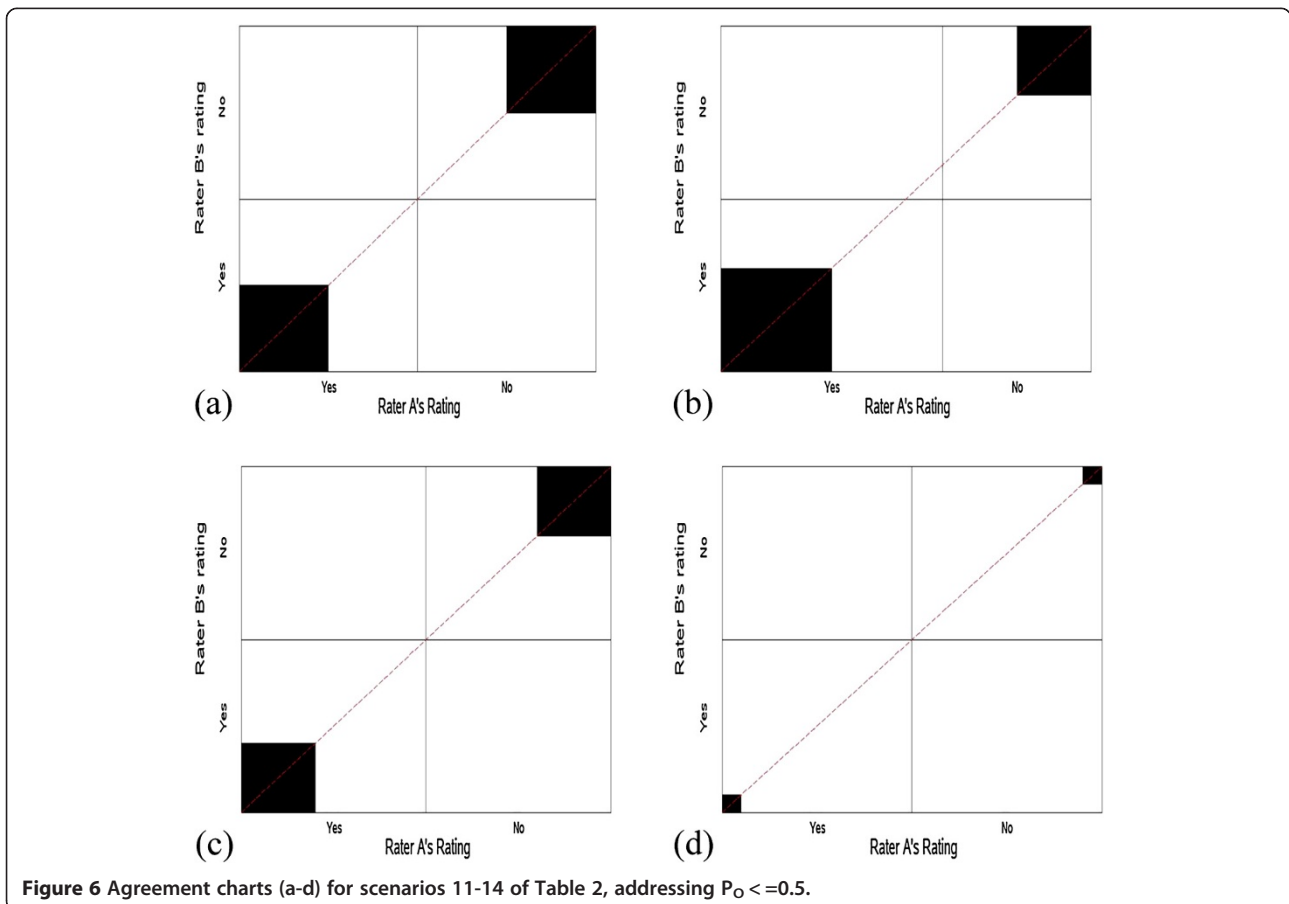 No
Rater B's rating
Yes
Yes No
(a) Rater A's Rating
No
Rater B's rating
Yes
Yes No
(b) Rater A's Rating
No
Rater B's rating
Yes
Yes No
(c) Rater A's Rating
No
Rater B's rating
Yes
Yes No
(d) Rater A's Rating
Figure 6 Agreement charts (a-d) for scenarios 11-14 of Table 2, addressing Po < =0.5.